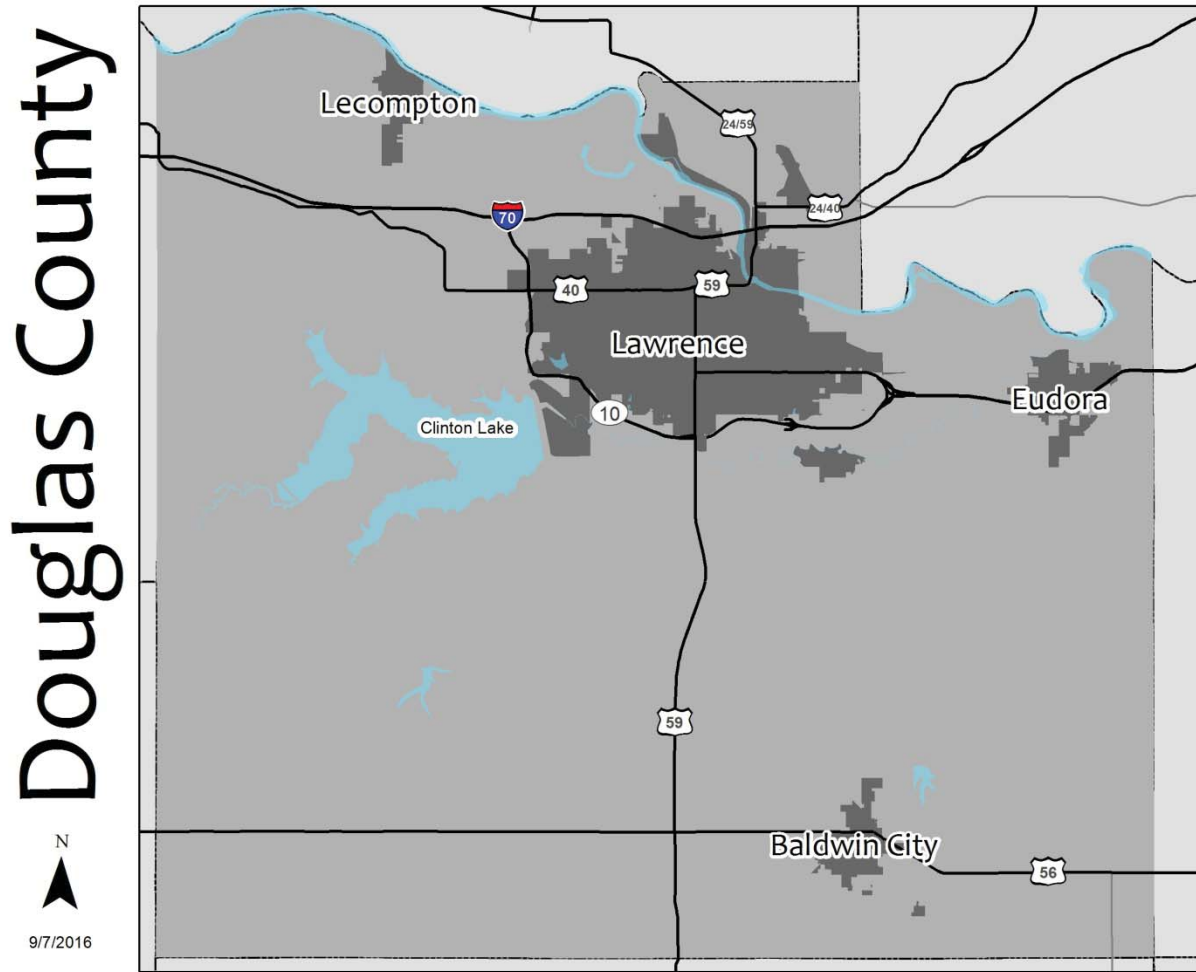 Douglas County
N
9/7/2016
Lecompton
24/59
24/40
70
40
59
Lawrence
Eudora
10
Clinton Lake
59
Baldwin City
56